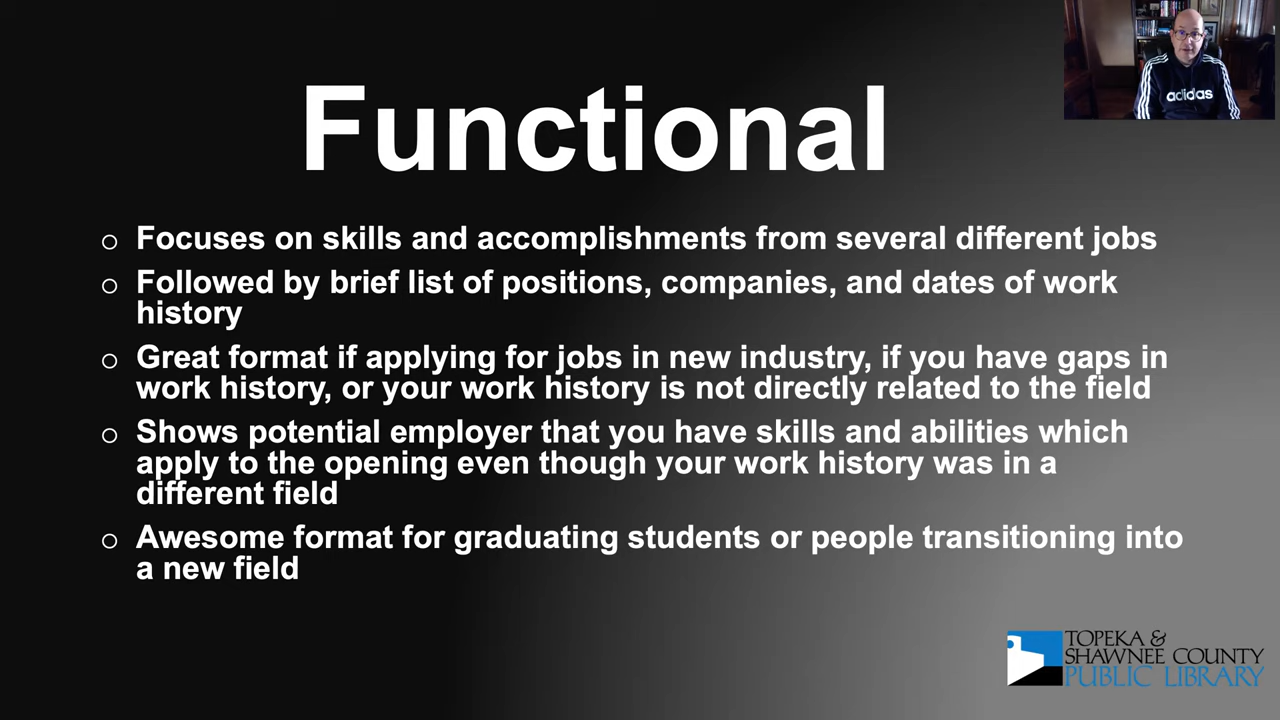 Functional
adidas
o Focuses on skills and accomplishments from several different jobs
o Followed by brief list of positions, companies, and dates of work
history
o Great format if applying for jobs in new industry, if you have gaps in
work history, or your work history is not directly related to the field
o Shows potential employer that you have skills and abilities which
apply to the opening even though your work history was in a
different field
o Awesome format for graduating students or people transitioning into
a new field
TOPEKA &
SHAWNEE COUNTY
PUBLIC LIBRARY